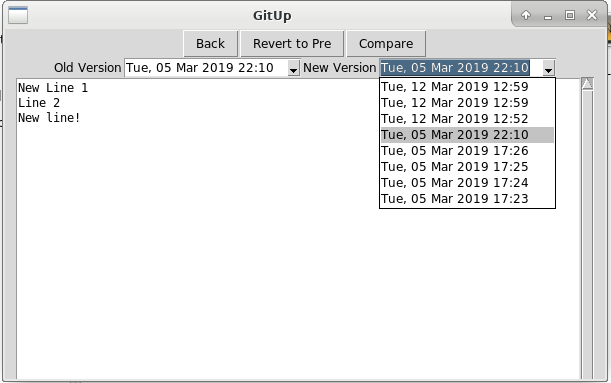 GitUp
Back Revert to Pre Compare
Old Version Tue, 05 Mar 2019 22:10 New Version Tue, 05 Mar 2019 22:10
New Line 1
Line 2
New line!
Tue, 12 Mar 2019 12:59
Tue, 12 Mar 2019 12:59
Tue, 12 Mar 2019 12:52
Tue, 05 Mar 2019 22:10
Tue, 05 Mar 2019 17:26
Tue, 05 Mar 2019 17:25
Tue, 05 Mar 2019 17:24
Tue, 05 Mar 2019 17:23